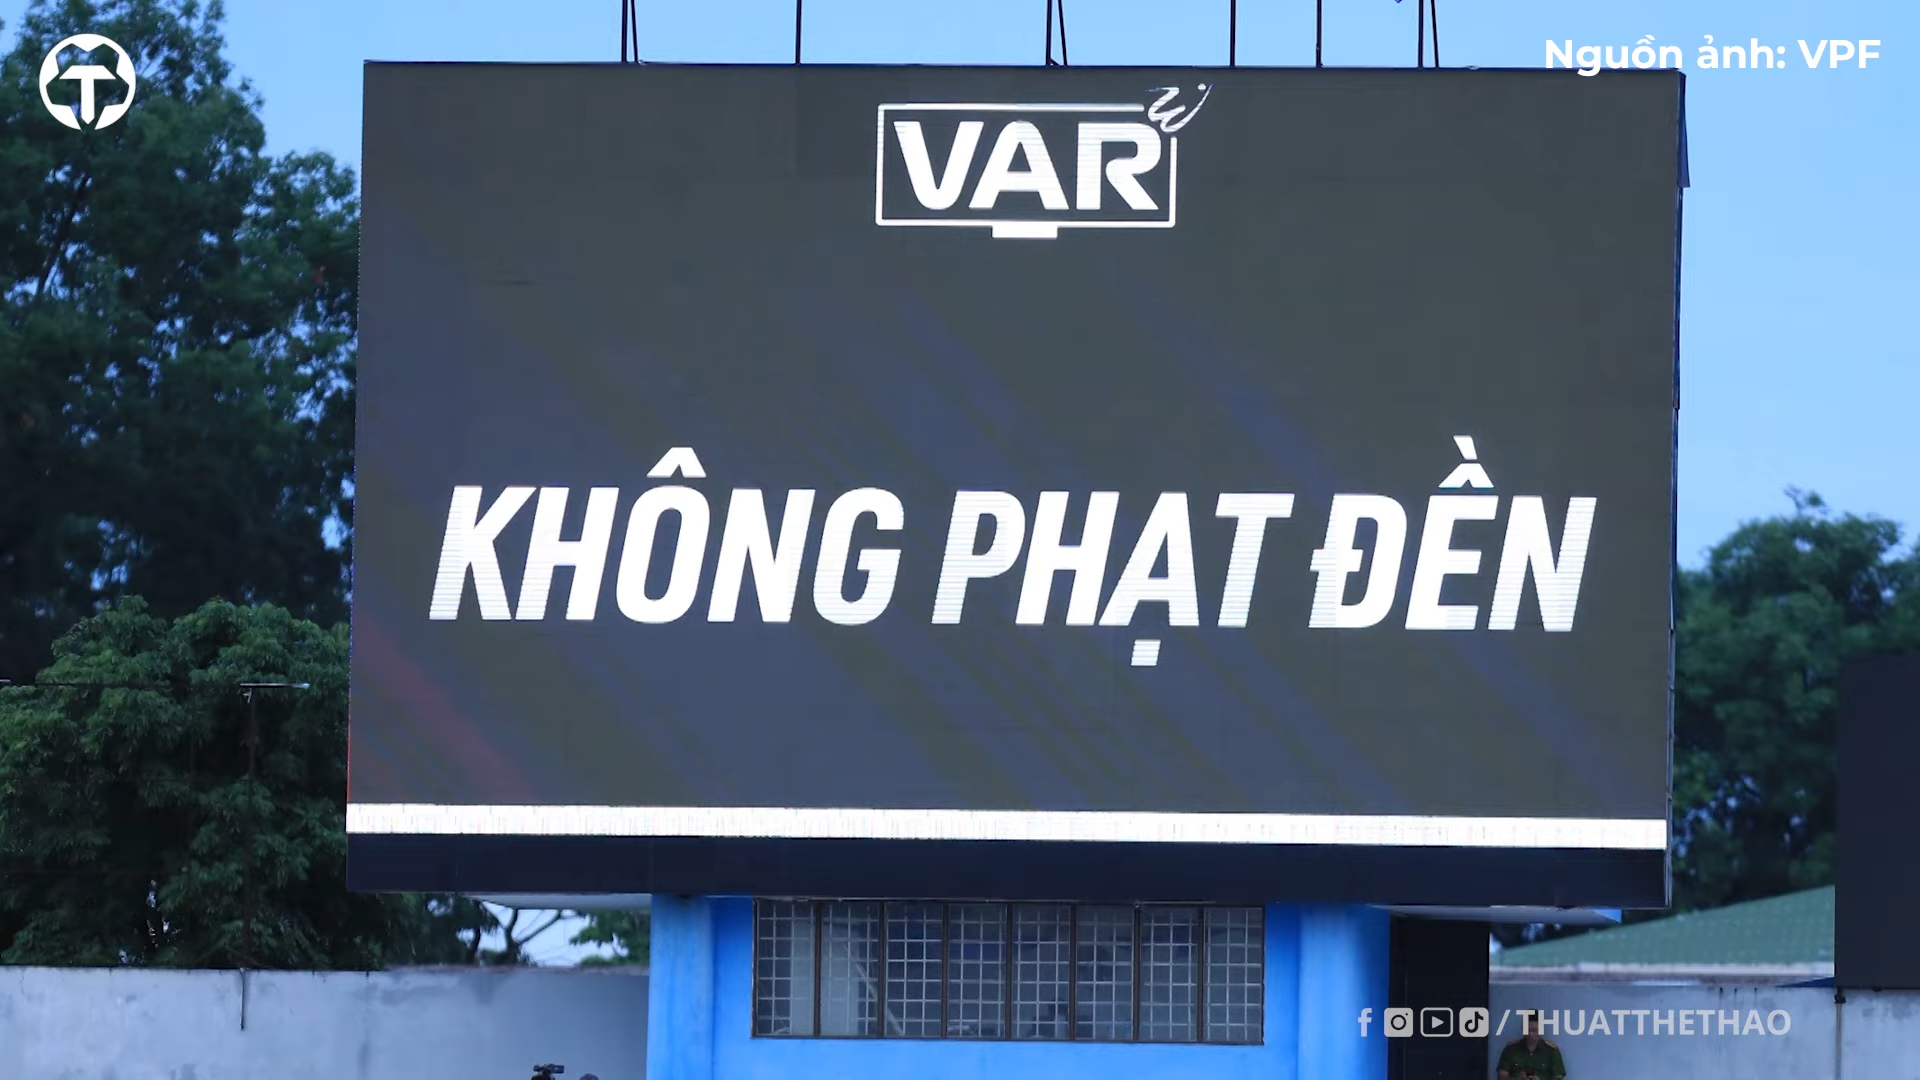 Nguồn ảnh: VPF
VAR
KHÔNG PHẠT ĐỀN
/THUATTHETHAO